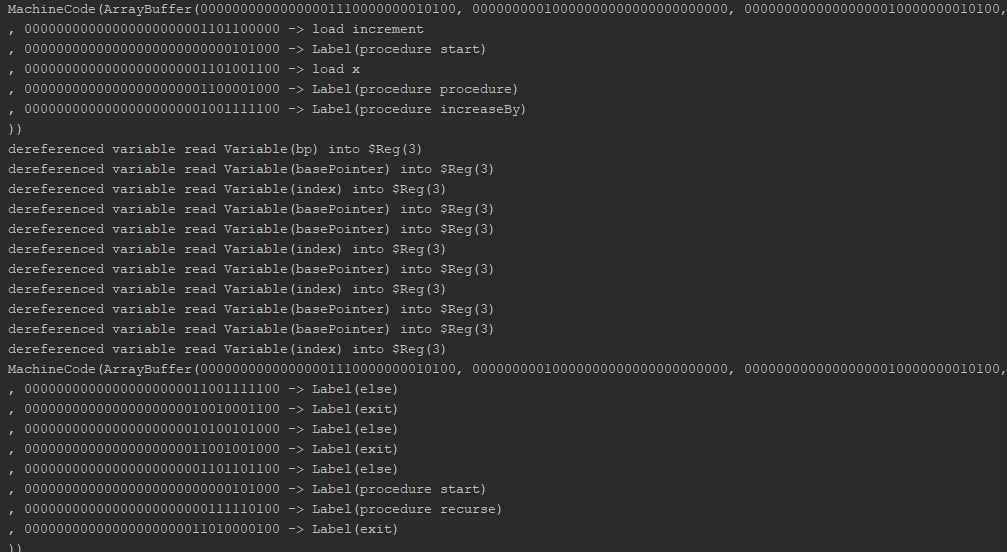 MachineCode(ArrayBuffer(00000000000000001110000000010100, 00000000010000000000000000000000, 00000000000000000010000000010100,
, 00000000000000000000001101100000 -> load increment
, 00000000000000000000000000101000 -> Label(procedure start)
, 00000000000000000000001101001100 -> load x
, 00000000000000000000001100001000 -> Label(procedure procedure)
, 00000000000000000000001001111100 -> Label(procedure increaseBy)
))
dereferenced variable read Variable(bp) into $Reg(3)
dereferenced variable read Variable(basePointer) into $Reg(3)
dereferenced variable read Variable(index) into $Reg(3)
dereferenced variable read Variable(basePointer) into $Reg(3)
dereferenced variable read Variable(basePointer) into $Reg(3)
dereferenced variable read Variable(index) into $Reg(3)
dereferenced variable read Variable(basePointer) into $Reg(3)
dereferenced variable read Variable(index) into $Reg(3)
dereferenced variable read Variable(basePointer) into $Reg(3)
dereferenced variable read Variable(basePointer) into $Reg(3)
dereferenced variable read Variable(index) into $Reg(3)
MachineCode(ArrayBuffer(00000000000000001110000000010100, 00000000010000000000000000000000, 00000000000000000010000000010100,
, 00000000000000000000011001111100 -> Label(else)
, 00000000000000000000010010001100 -> Label(exit)
, 00000000000000000000010100101000 -> Label(else)
, 00000000000000000000011001001000 -> Label(exit)
, 00000000000000000000001101101100 -> Label(else)
, 00000000000000000000000000101000 -> Label(procedure start)
, 00000000000000000000000111110100 -> Label(procedure recurse)
, 00000000000000000000011010000100 -> Label(exit)
))